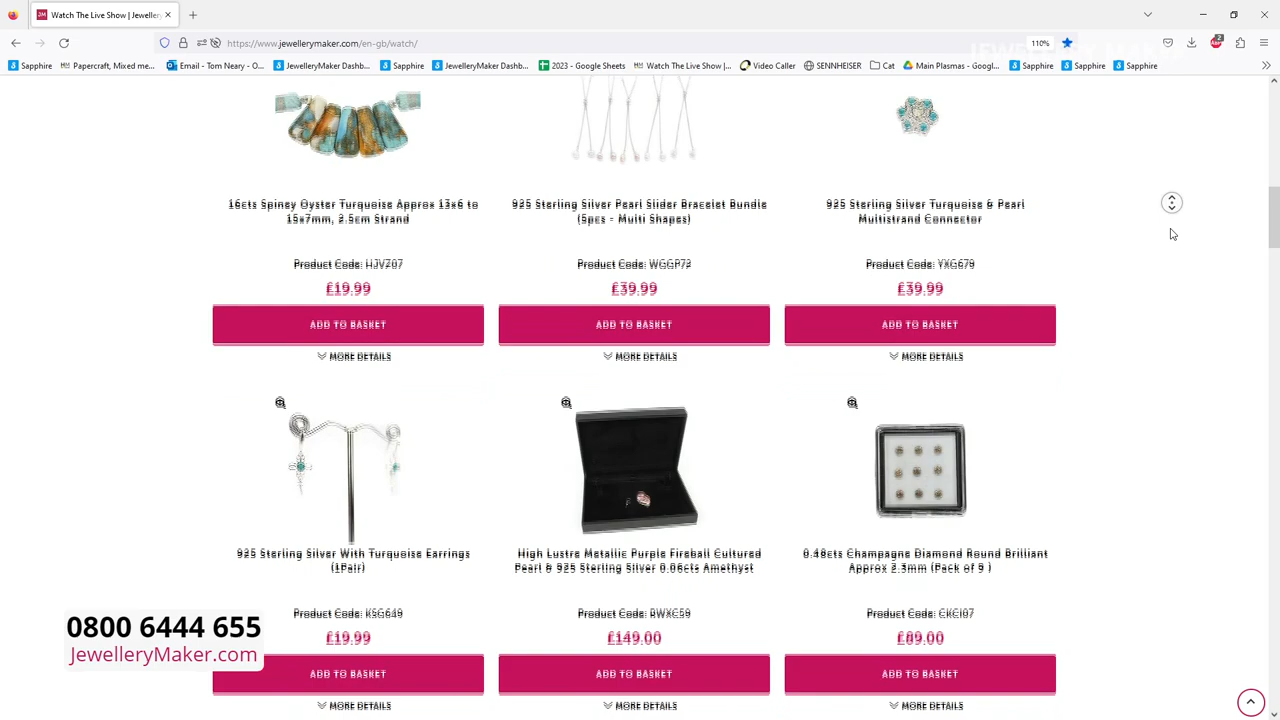 Watch The Live Show | Jeweller
https://www.jewellerymaker.com/en-gb/watch/
110%
2
Sapphire
Papercraft, Mixed me...
Email - Tom Neary - O...
JewelleryMaker Dashb...
Sapphire
JewelleryMaker Dashb...
2023 - Google Sheets
Watch The Live Show |...
Video Caller
SENNHEISER
Cat
Main Plasmas - Googl...
Sapphire
Sapphire
Sapphire
16cts Spiney Oyster Turquoise Approx 13x6 to
15x7mm, 2.5cm Strand
Product Code: HJVZ07
£19.99
ADD TO BASKET
MORE DETAILS
925 Sterling Silver Pearl Slider Bracelet Bundle
(5pcs - Multi Shapes)
Product Code: WGGP73
£39.99
ADD TO BASKET
MORE DETAILS
925 Sterling Silver Turquoise & Pearl
Multistrand Connector
Product Code: YXG679
£39.99
ADD TO BASKET
MORE DETAILS
925 Sterling Silver With Turquoise Earrings
(1Pair)
Product Code: KSG649
£19.99
ADD TO BASKET
MORE DETAILS
High Lustre Metallic Purple Fireball Cultured
Pearl & 925 Sterling Silver 0.06cts Amethyst
Product Code: RWXC59
£149.00
ADD TO BASKET
MORE DETAILS
0.48cts Champagne Diamond Round Brilliant
Approx 2.3mm (Pack of 9 )
Product Code: CKCI07
£89.00
ADD TO BASKET
MORE DETAILS
0800 6444 655
JewelleryMaker.com